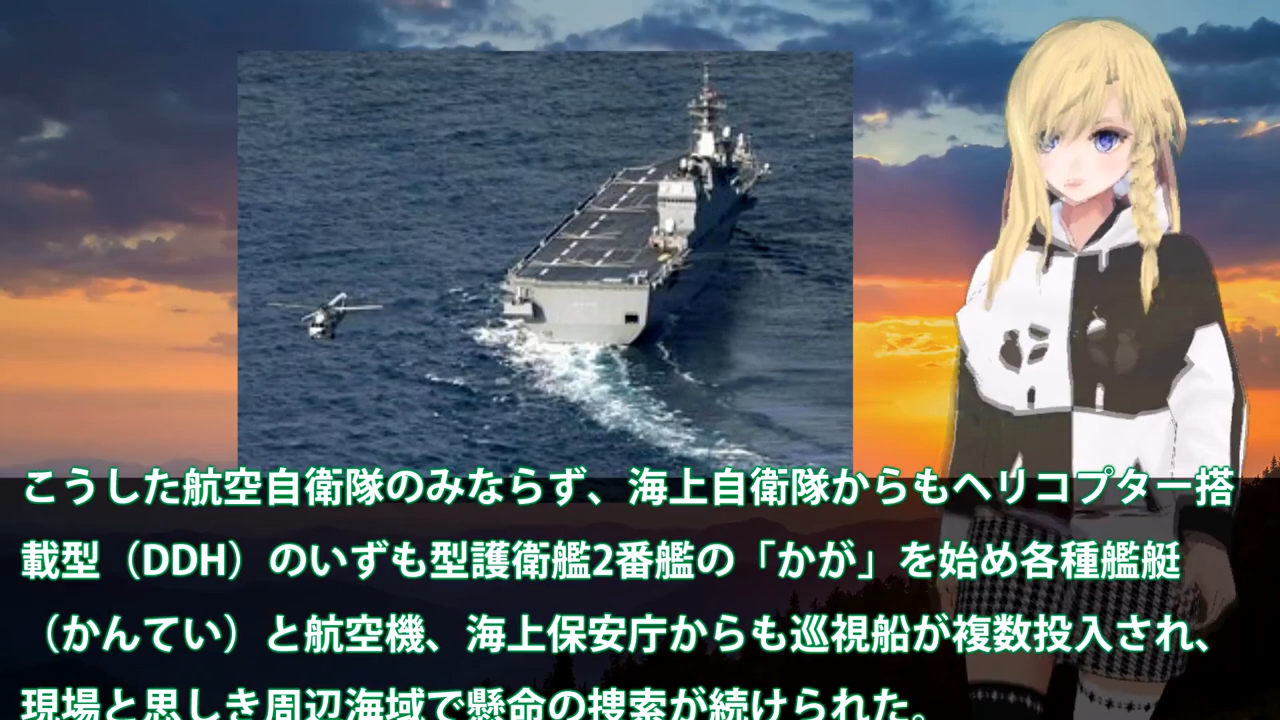 こうした航空自衛隊のみならず、海上自衛隊からもヘリコプター搭
載型（DDH）のいずも型護衛艦2番艦の「かが」を始め各種艦艇
（かんてい）と航空機、海上保安庁からも巡視船が複数投入され、
現場と思しき周辺海域で懸命の捜索が続けられた。